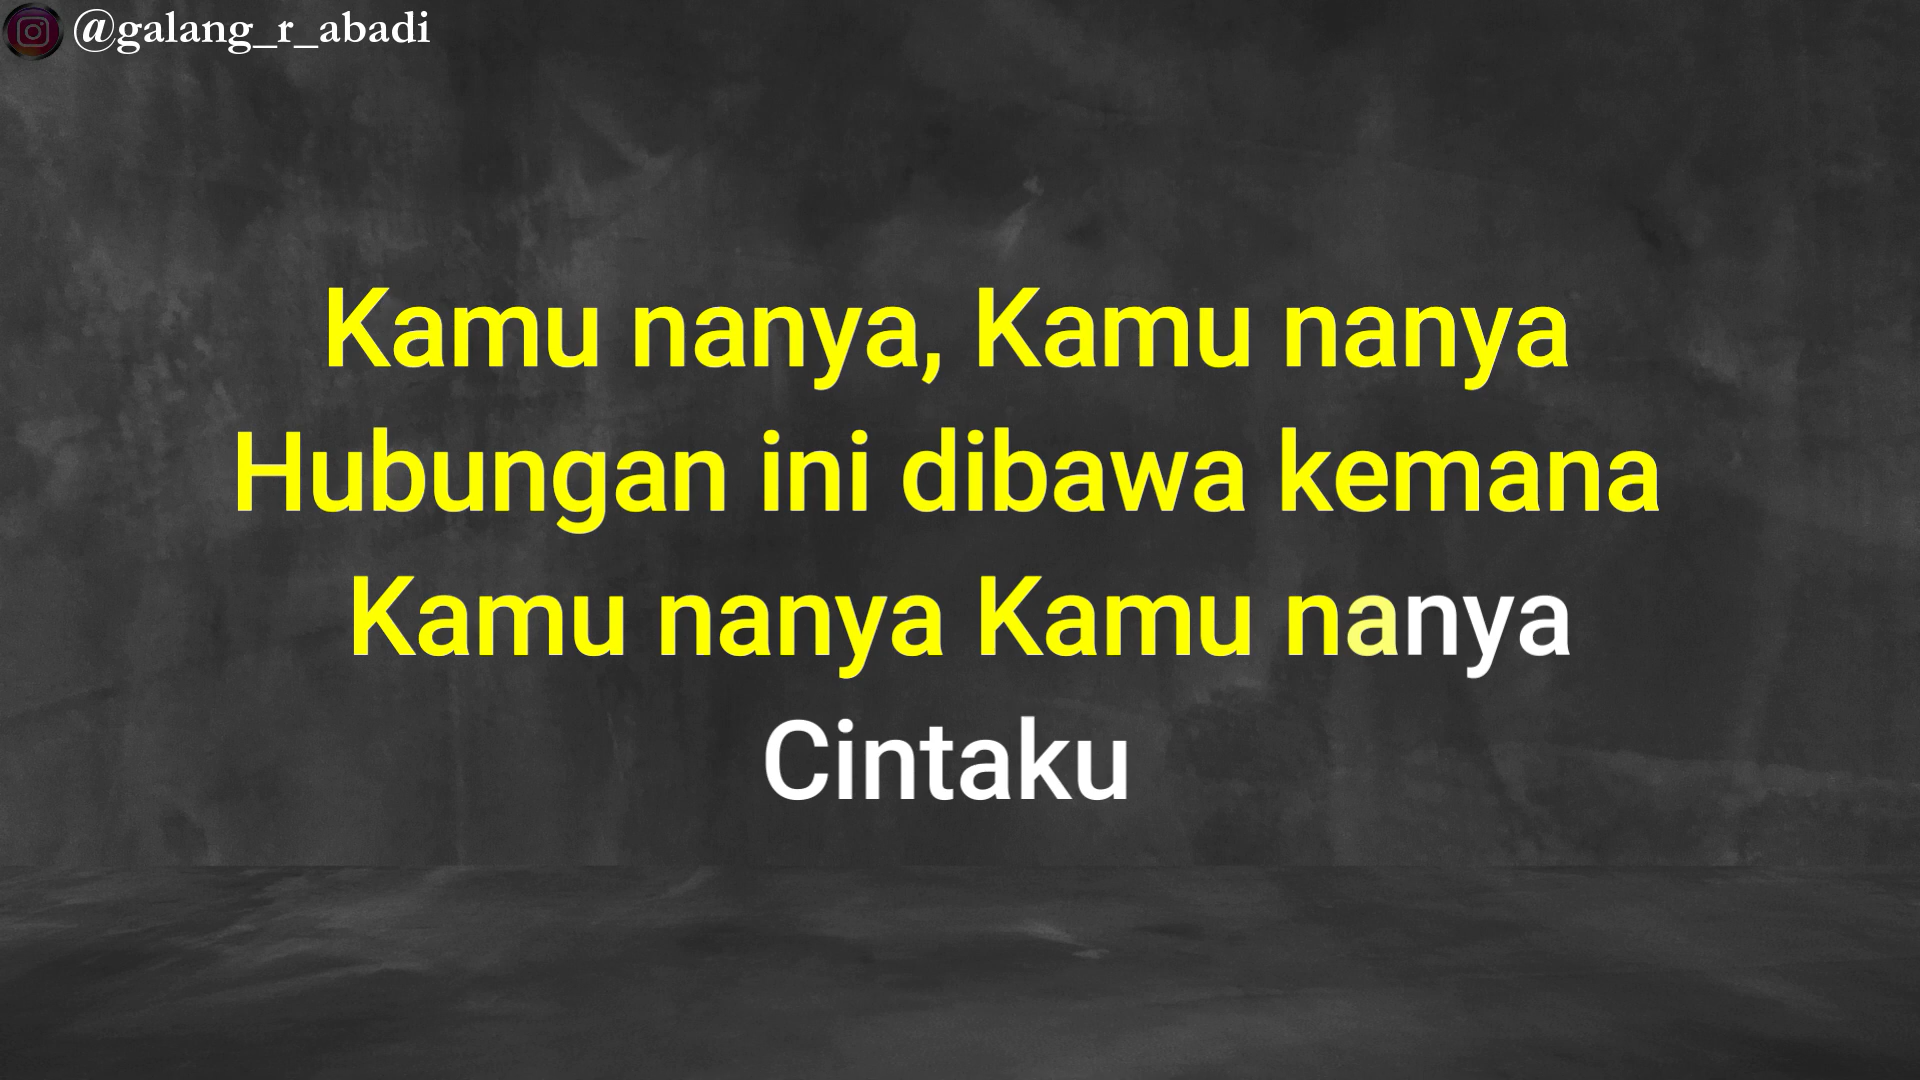 @galang_r_abadi
Kamu nanya, Kamu nanya
Hubungan ini dibawa kemana
Kamu nanya Kamu nanya
Cintaku